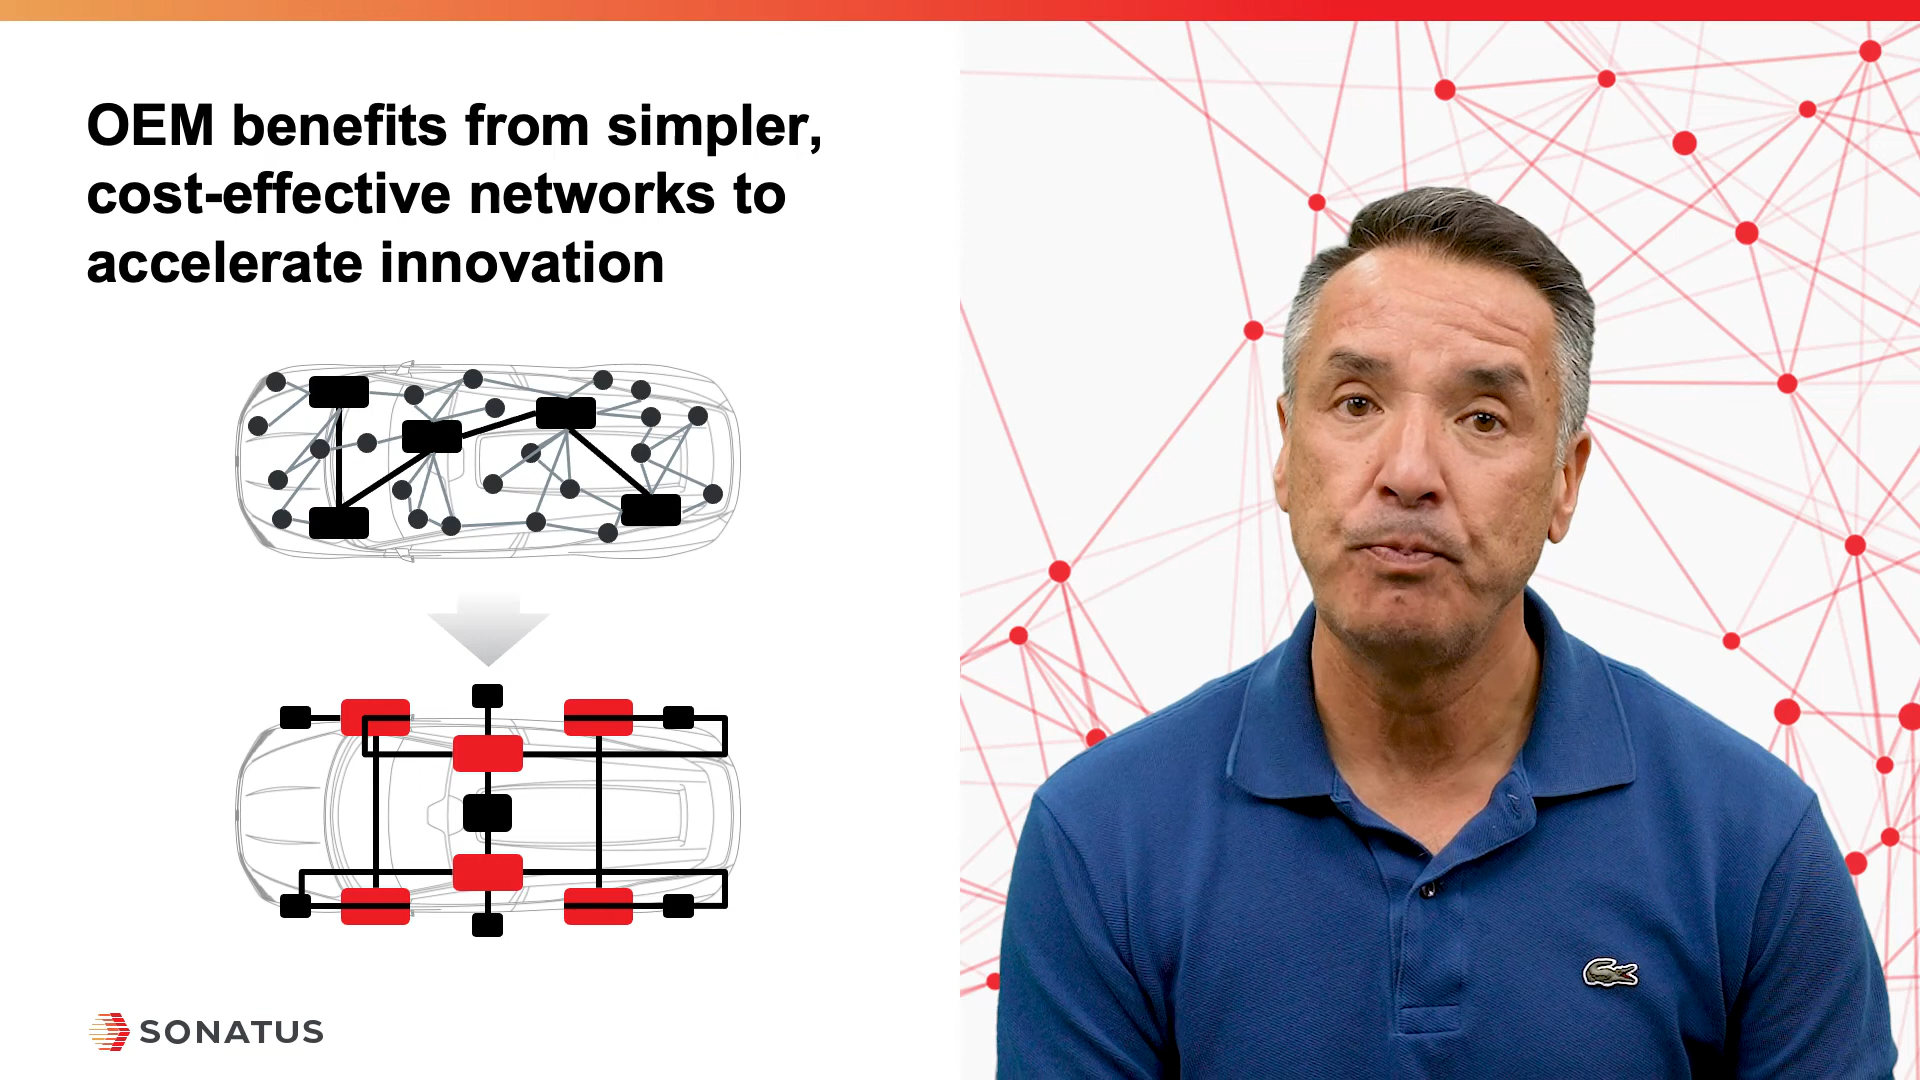 OEM benefits from simpler,
cost-effective networks to
accelerate innovation
SONATUS